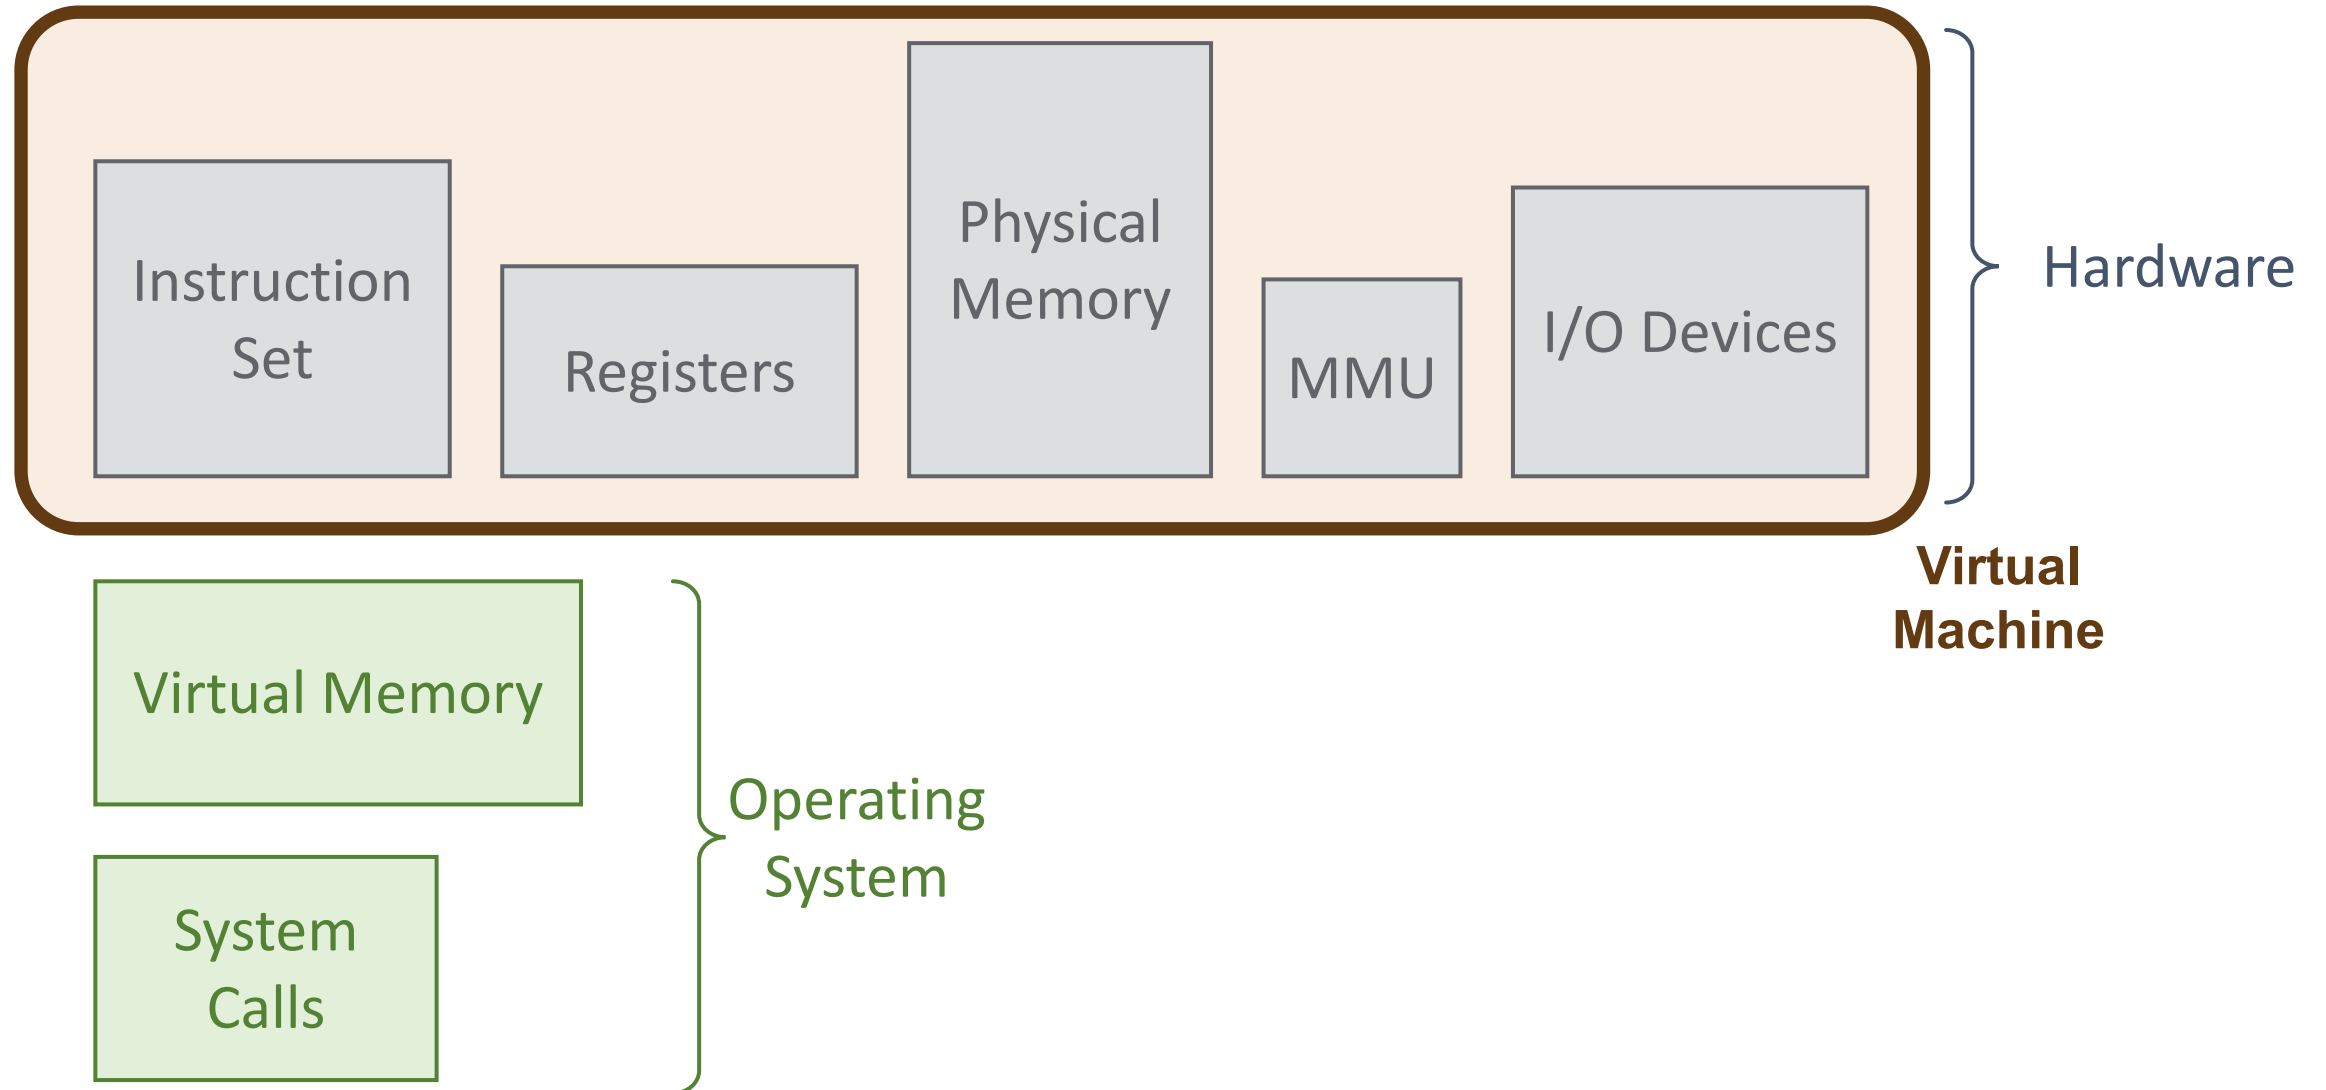 Instruction
Set
Registers
Physical
Memory
MMU
I/O Devices
Hardware
Virtual
Machine
Virtual Memory
Operating
System
System
Calls